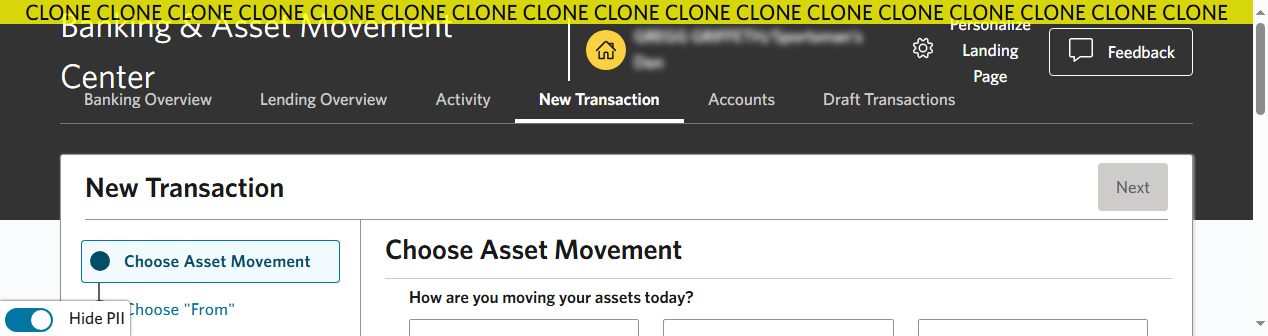 CLONE CLONE CLONE CLONE CLONE CLONE CLONE CLONE CLONE CLONE CLONE CLONE CLONE CLONE CLONE CLONE CLONE
Banking & Asset Movement
Center
Personalize
Landing
Page
Feedback
Banking Overview
Lending Overview
Activity
New Transaction
Accounts
Draft Transactions
New Transaction
Next
Choose Asset Movement
Choose "From"
Choose Asset Movement
How are you moving your assets today?
Hide PII